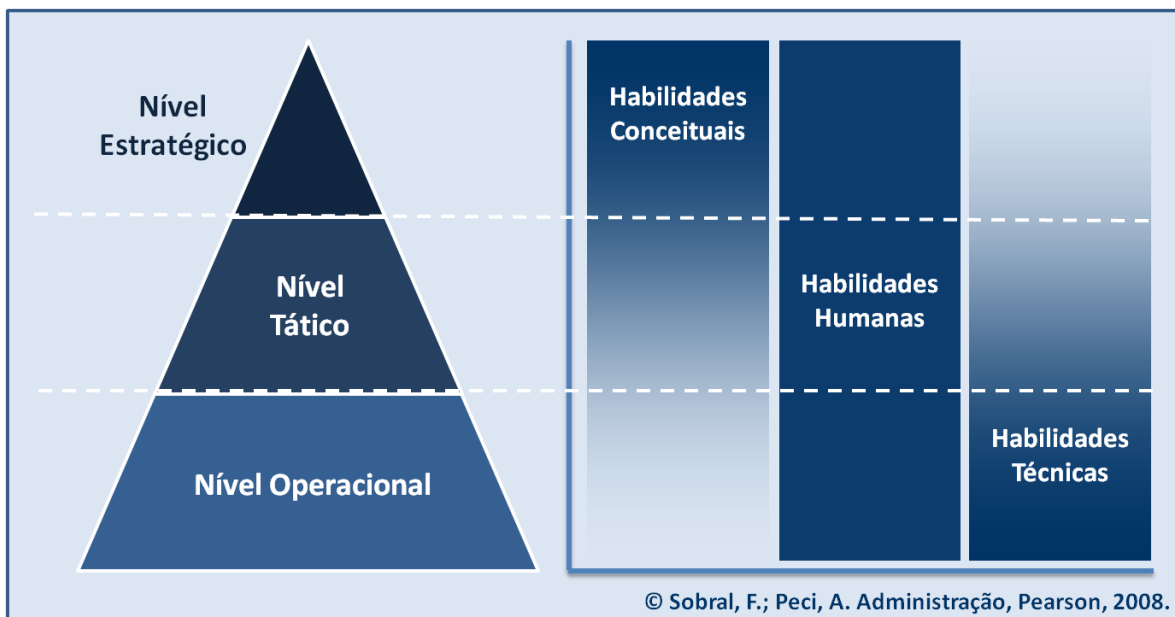 Nível
Estratégico
Nível
Tático
Nível Operacional
Habilidades
Conceituais
Habilidades
Humanas
Habilidades
Técnicas
© Sobral, F.; Peci, A. Administração, Pearson, 2008.